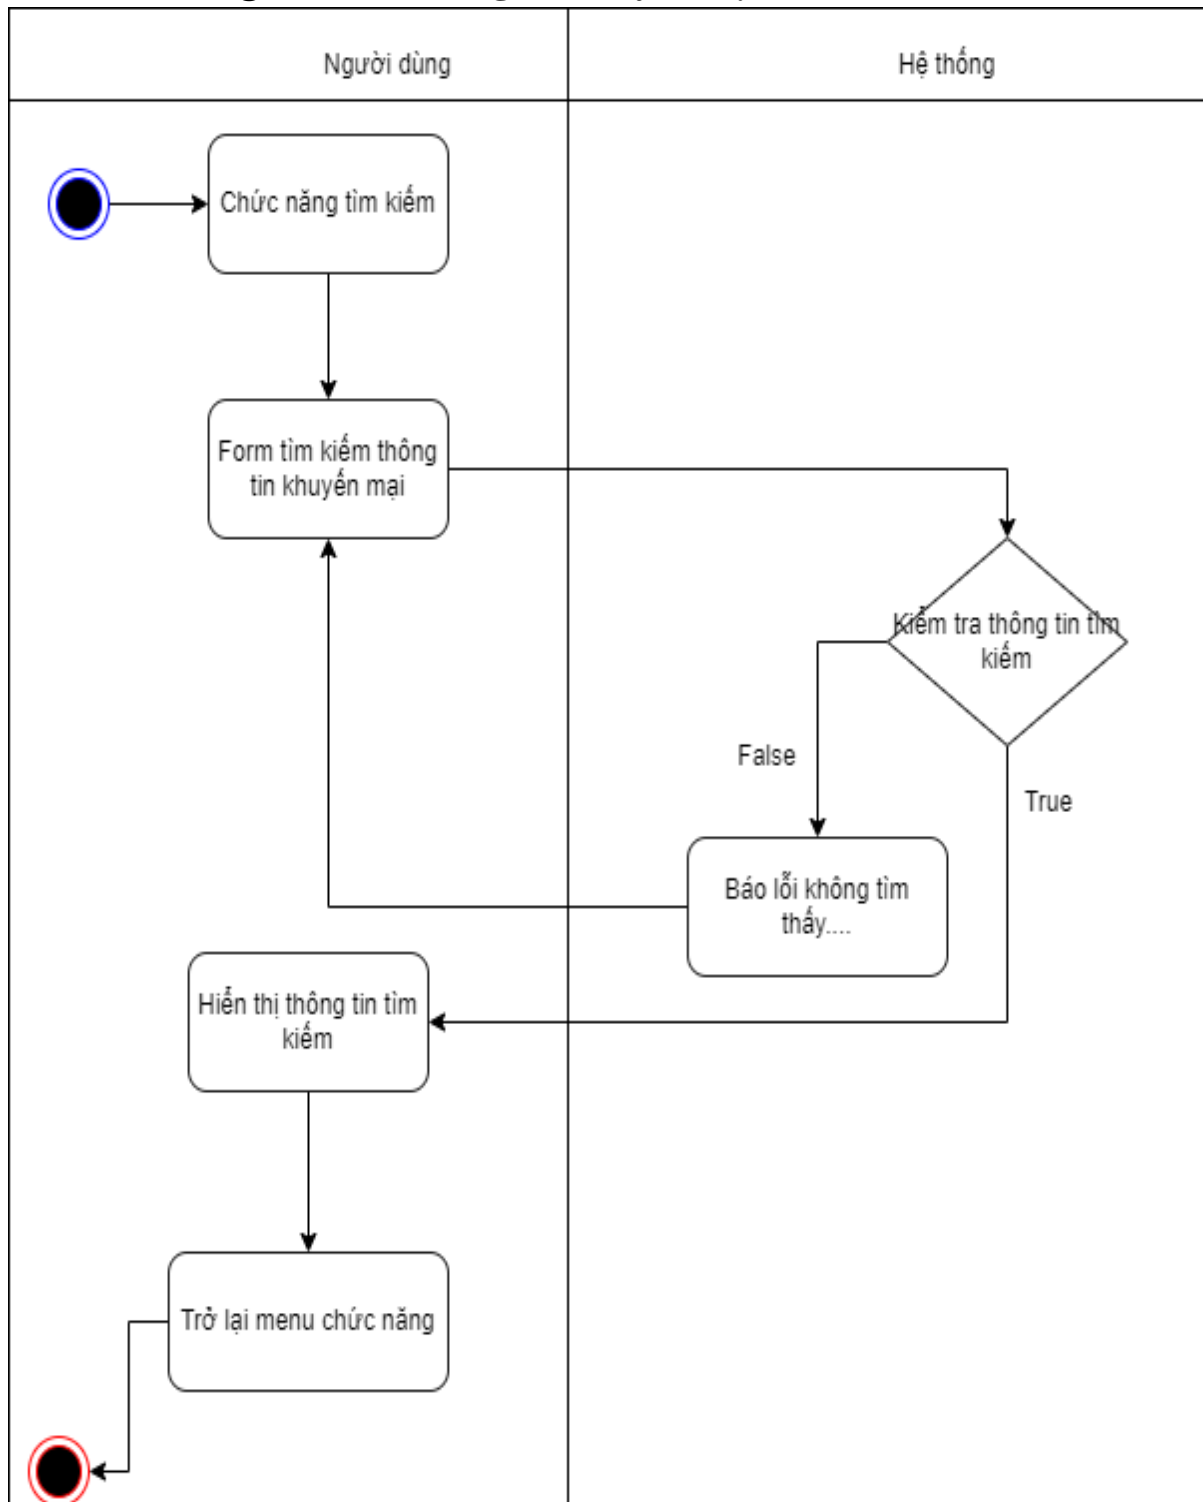 Người dùng
Hệ thống
Chức năng tìm kiếm
Form tìm kiếm thông
tin khuyến mại
Kiểm tra thông tin tìm
kiếm
False
True
Báo lỗi không tìm
thấy....
Hiển thị thông tin tìm
kiếm
Trở lại menu chức năng